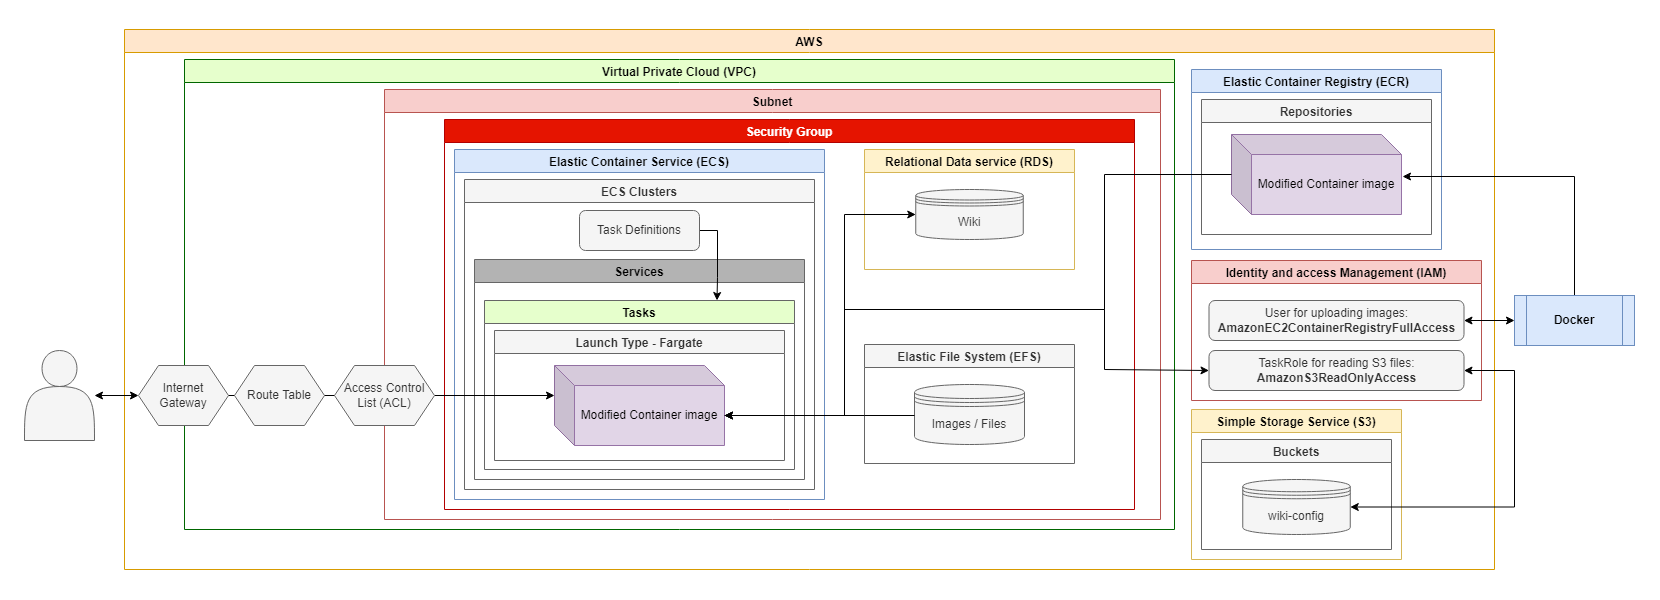 AWS
Virtual Private Cloud (VPC)
Subnet
Security Group
Elastic Container Service (ECS)
ECS Clusters
Task Definitions
Services
Tasks
Launch Type - Fargate
Modified Container image
Internet
Gateway
Route Table
Access Control
List (ACL)
Relational Data service (RDS)
Wiki
Elastic File System (EFS)
Images / Files
Elastic Container Registry (ECR)
Repositories
Modified Container image
Identity and access Management (IAM)
User for uploading images:
AmazonEC2ContainerRegistryFullAccess
TaskRole for reading S3 files:
AmazonS3ReadOnlyAccess
Simple Storage Service (S3)
Buckets
wiki-config
Docker